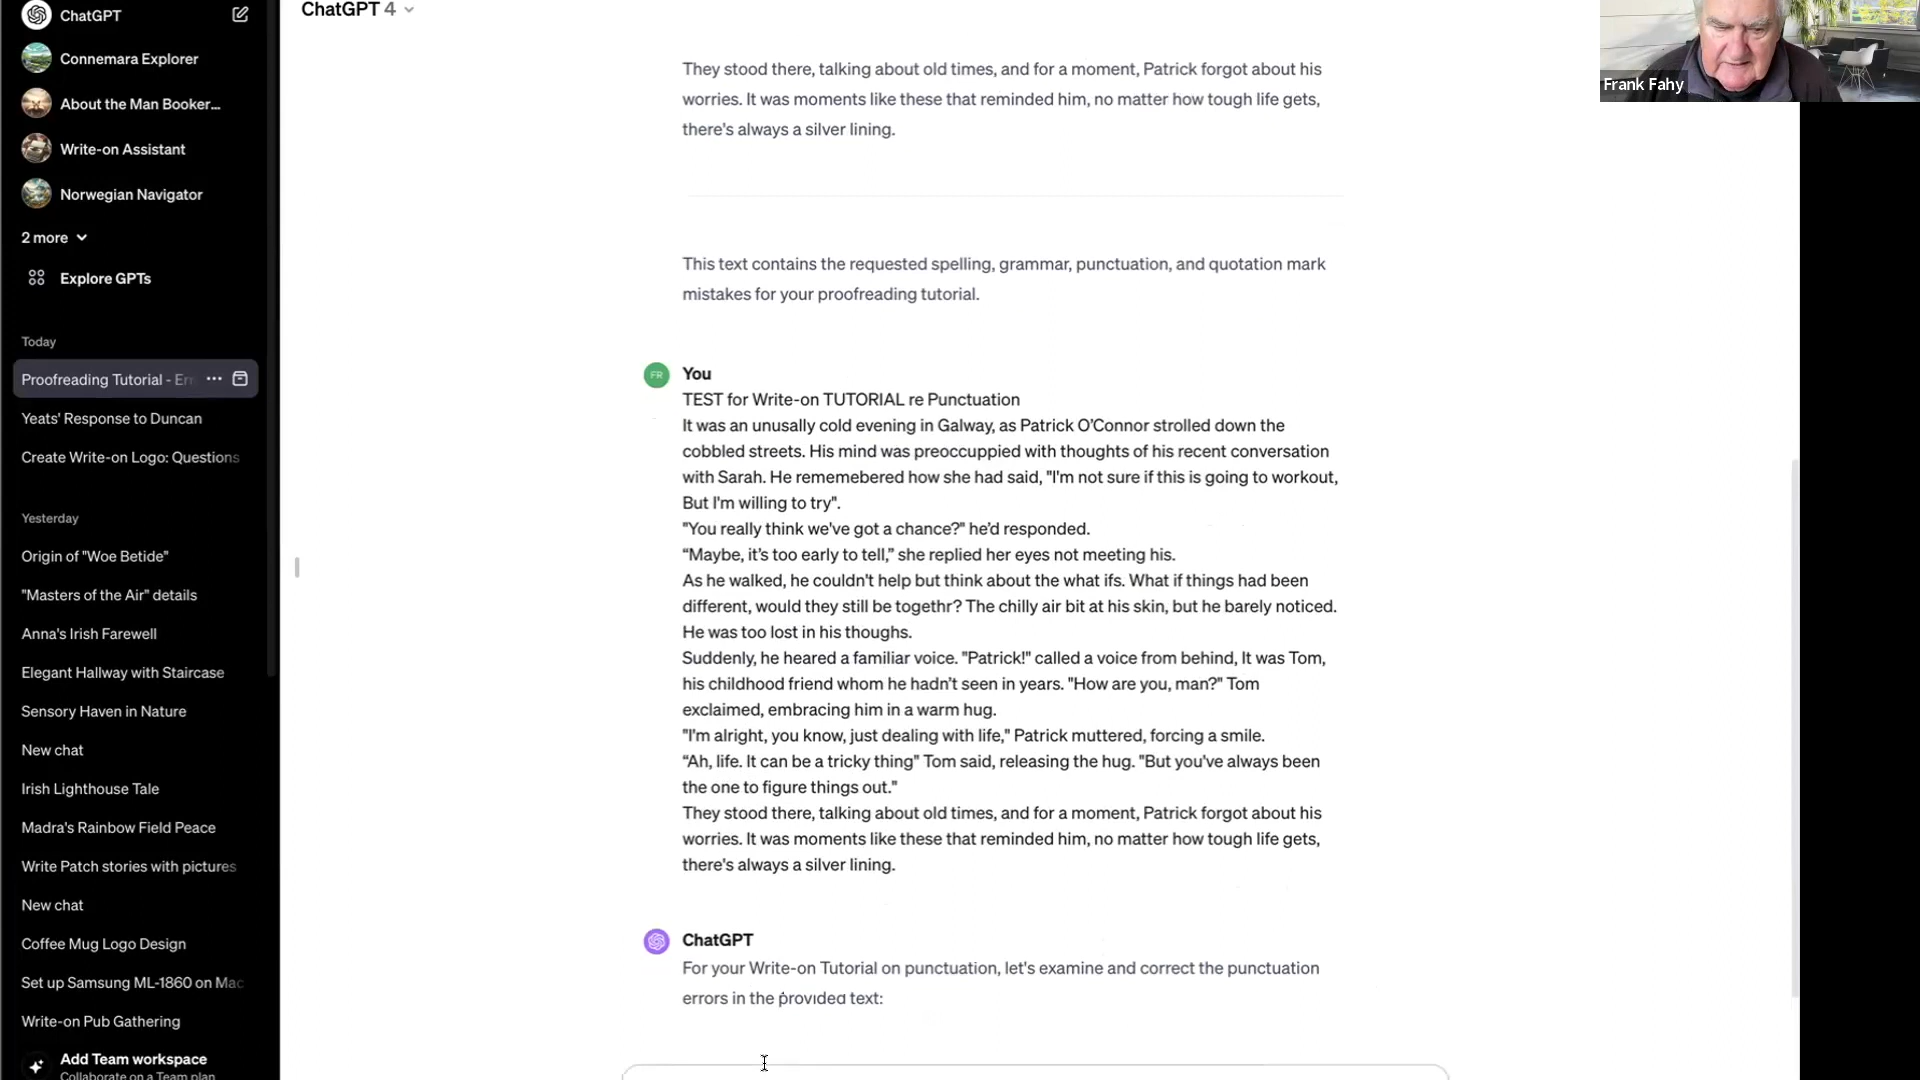 ChatGPT
Connemara Explorer
About the Man Booker...
Write-on Assistant
Norwegian Navigator
2 more
Explore GPTs
Today
Proofreading Tutorial - Err
Yeats' Response to Duncan
Create Write-on Logo: Questions
Yesterday
Origin of "Woe Betide"
"Masters of the Air" details
Anna's Irish Farewell
Elegant Hallway with Staircase
Sensory Haven in Nature
New chat
Irish Lighthouse Tale
Madra's Rainbow Field Peace
Write Patch stories with pictures
New chat
Coffee Mug Logo Design
Set up Samsung ML-1860 on Mac
Write-on Pub Gathering
Add Team workspace
Collaborate on a Team plan
ChatGPT 4
They stood there, talking about old times, and for a moment, Patrick forgot about his
worries. It was moments like these that reminded him, no matter how tough life gets,
there's always a silver lining.
This text contains the requested spelling, grammar, punctuation, and quotation mark
mistakes for your proofreading tutorial.
FR
You
TEST for Write-on TUTORIAL re Punctuation
It was an unusally cold evening in Galway, as Patrick O’Connor strolled down the
cobbled streets. His mind was preoccuppied with thoughts of his recent conversation
with Sarah. He rememebered how she had said, "I'm not sure if this is going to workout,
But I'm willing to try".
"You really think we've got a chance?" he’d responded.
“Maybe, it’s too early to tell,” she replied her eyes not meeting his.
As he walked, he couldn't help but think about the what ifs. What if things had been
different, would they still be togethr? The chilly air bit at his skin, but he barely noticed.
He was too lost in his thoughs.
Suddenly, he heared a familiar voice. "Patrick!" called a voice from behind, It was Tom,
his childhood friend whom he hadn’t seen in years. "How are you, man?" Tom
exclaimed, embracing him in a warm hug.
"I'm alright, you know, just dealing with life," Patrick muttered, forcing a smile.
“Ah, life. It can be a tricky thing" Tom said, releasing the hug. "But you've always been
the one to figure things out."
They stood there, talking about old times, and for a moment, Patrick forgot about his
worries. It was moments like these that reminded him, no matter how tough life gets,
there's always a silver lining.
ChatGPT
For your Write-on Tutorial on punctuation, let's examine and correct the punctuation
errors in the provided text:
Frank Fahy